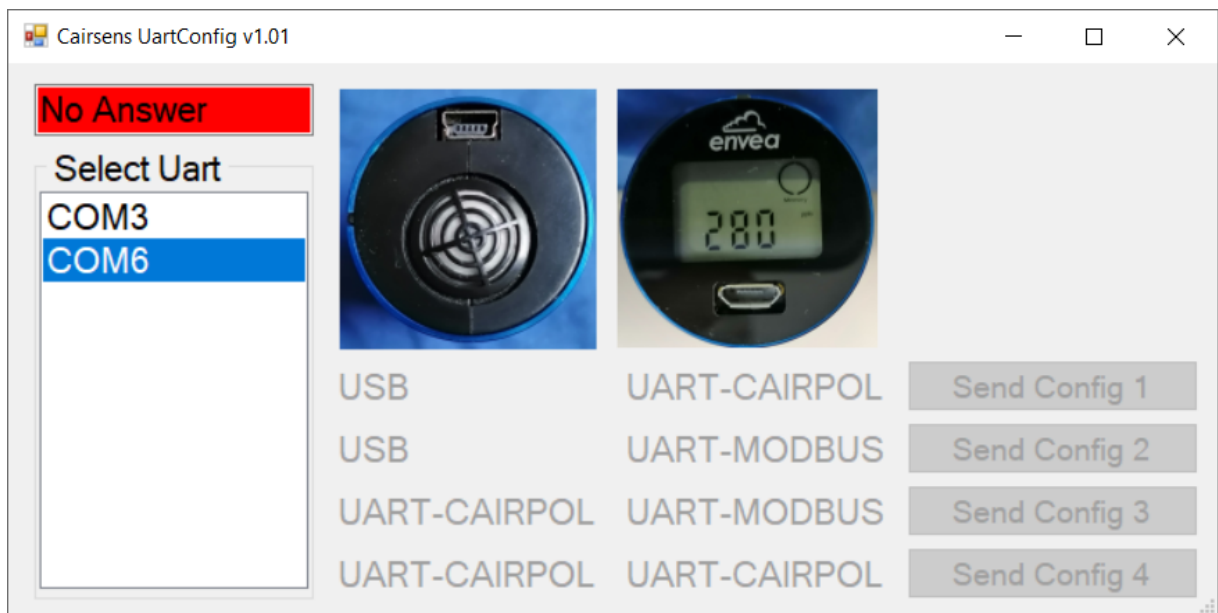 Cairsens UartConfig v1.01
No Answer
Select Uart
COM3
COM6
envea
Memory
280
USB UART-CAIRPOL Send Config 1
USB UART-MODBUS Send Config 2
UART-CAIRPOL UART-MODBUS Send Config 3
UART-CAIRPOL UART-CAIRPOL Send Config 4